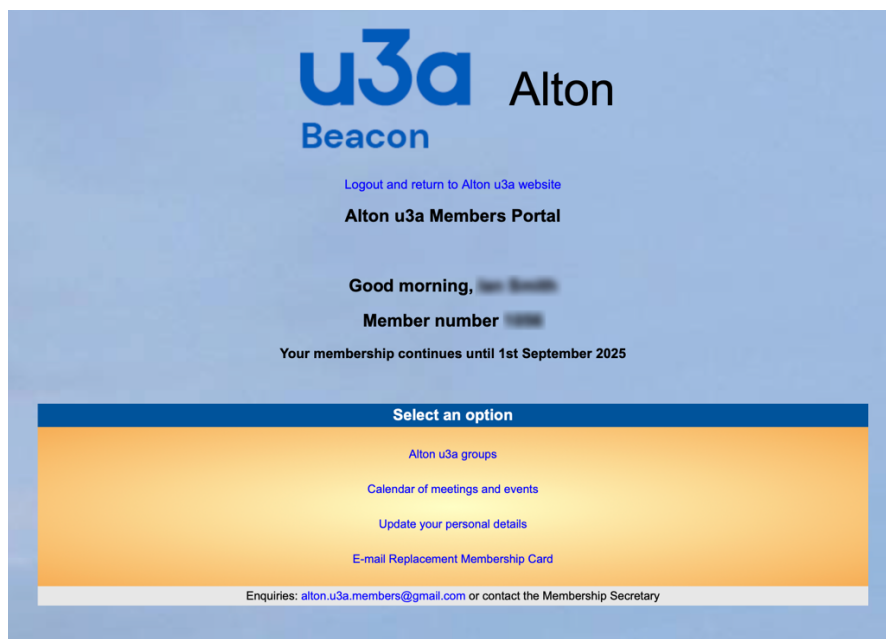 u3a Alton
Beacon
Logout and return to Alton u3a website
Alton u3a Members Portal
Good morning,
Member number
Your membership continues until 1st September 2025
Select an option
Alton u3a groups
Calendar of meetings and events
Update your personal details
E-mail Replacement Membership Card
Enquiries: alton.u3a.members@gmail.com or contact the Membership Secretary